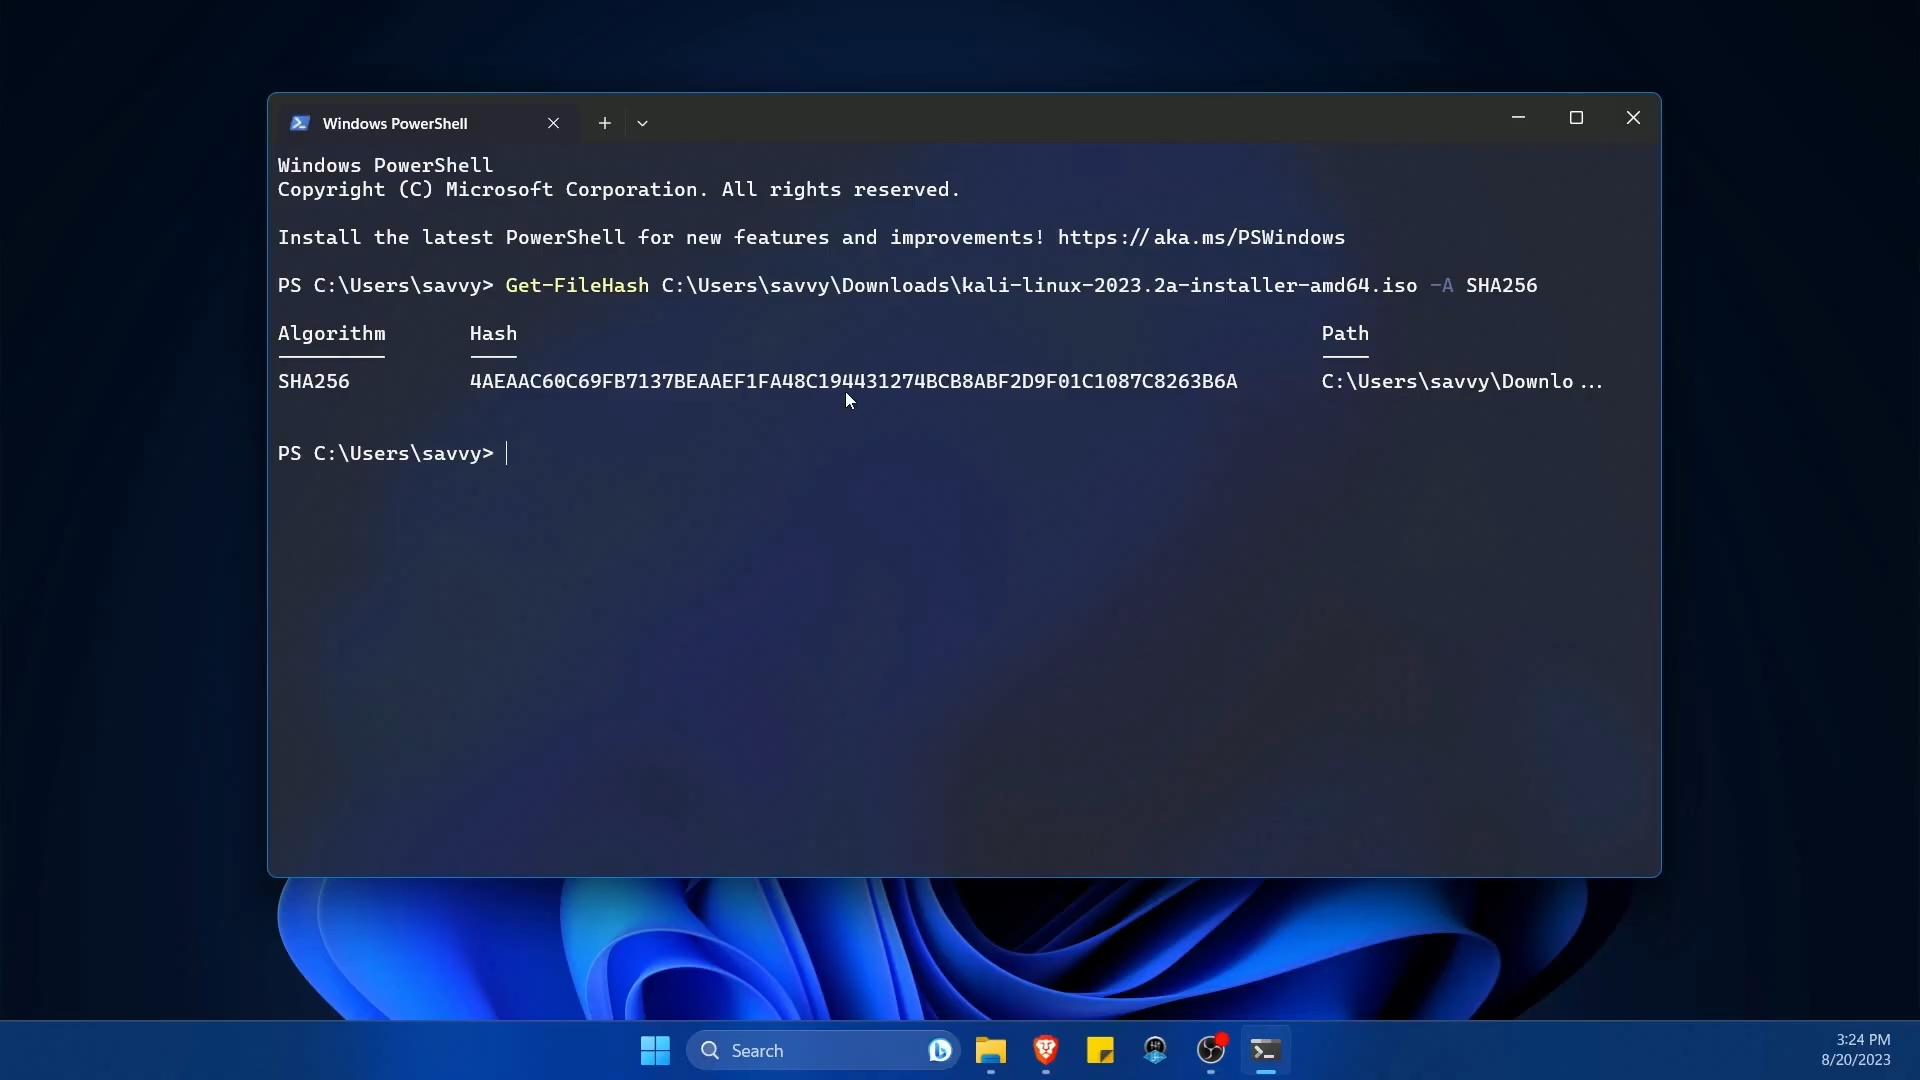 Windows PowerShell
Windows PowerShell
Copyright (C) Microsoft Corporation. All rights reserved.
Install the latest PowerShell for new features and improvements! https://aka.ms/PSWindows
PS C:\Users\savvy> Get-FileHash C:\Users\savvy\Downloads\kali-linux-2023.2a-installer-amd64.iso -A SHA256
Algorithm Hash Path
SHA256 4AEAAC60C69FB7137BEAAEF1FA48C194431274BCB8ABF2D9F01C1087C8263B6A C:\Users\savvy\Downlo...
PS C:\Users\savvy>
Search
3:24 PM
8/20/2023